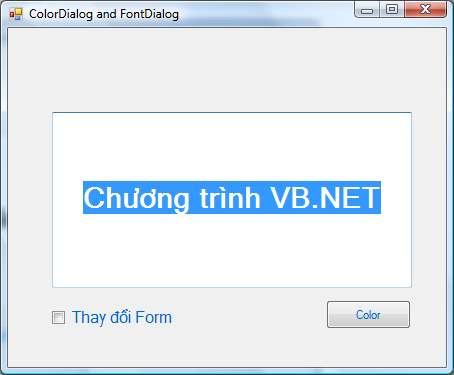 ColorDialog and FontDialog
Chương trình VB.NET
Thay đổi Form
Color